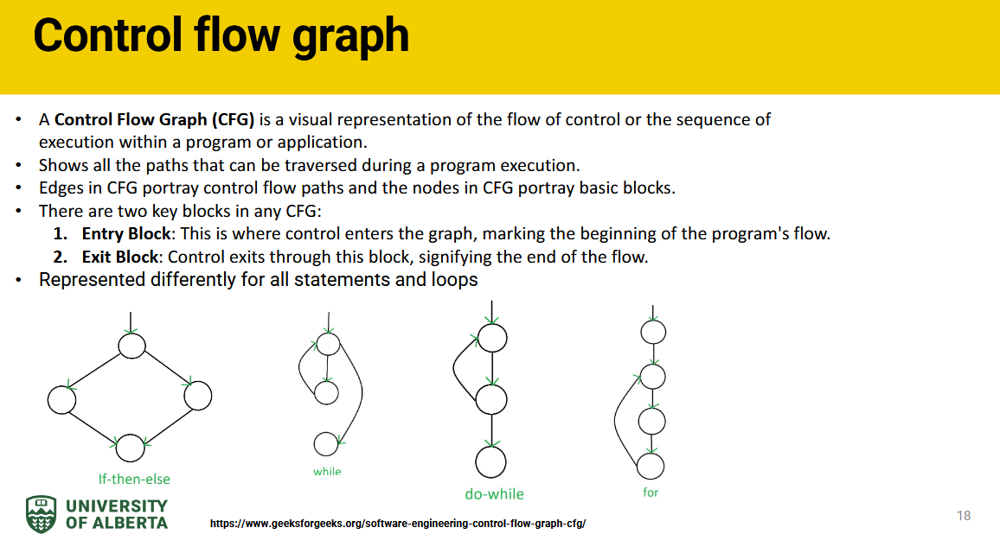 Control flow graph
• A Control Flow Graph (CFG) is a visual representation of the flow of control or the sequence of
execution within a program or application.
• Shows all the paths that can be traversed during a program execution.
• Edges in CFG portray control flow paths and the nodes in CFG portray basic blocks.
• There are two key blocks in any CFG:
1. Entry Block: This is where control enters the graph, marking the beginning of the program's flow.
2. Exit Block: Control exits through this block, signifying the end of the flow.
• Represented differently for all statements and loops
If-then-else
while
do-while
for
UNIVERSITY
OF ALBERTA
https://www.geeksforgeeks.org/software-engineering-control-flow-graph-cfg/
18